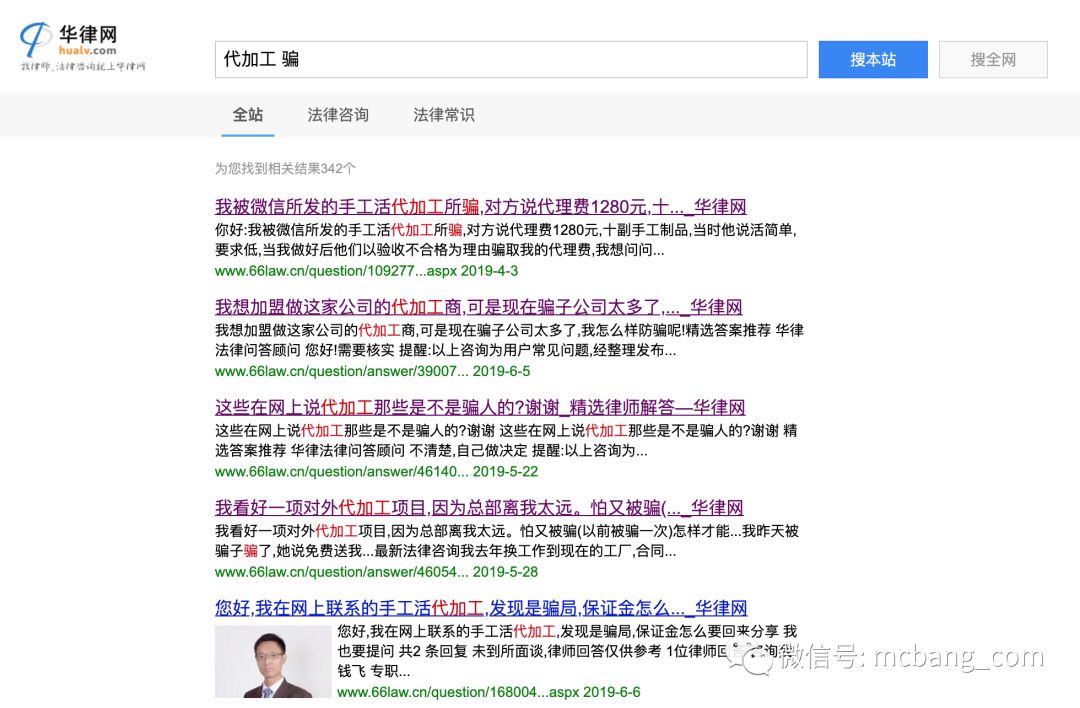 华律网
hualv.com
找律师、法律咨询就上华律网
代加工 骗
搜本站
搜全网
全站
法律咨询
法律常识
为您找到相关结果342个
我被微信所发的手工活代加工所骗,对方说代理费1280元,十..._华律网
你好:我被微信所发的手工活代加工所骗,对方说代理费1280元,十副手工制品,当时他说活简单,
要求低,当我做好后他们以验收不合格为理由骗取我的代理费,我想问问...
www.66law.cn/question/109277...aspx 2019-4-3
我想加盟做这家公司的代加工商,可是现在骗子公司太多了,..._华律网
我想加盟做这家公司的代加工商,可是现在骗子公司太多了,我怎么样防骗呢!精选答案推荐 华律
法律问答顾问 您好!需要核实 提醒:以上咨询为用户常见问题,经整理发布...
www.66law.cn/question/answer/39007... 2019-6-5
这些在网上说代加工那些是不是骗人的?谢谢_精选律师解答—华律网
这些在网上说代加工那些是不是骗人的?谢谢 这些在网上说代加工那些是不是骗人的?谢谢 精
选答案推荐 华律法律问答顾问 不清楚,自己做决定 提醒:以上咨询为...
www.66law.cn/question/answer/46140... 2019-5-22
我看好一项对外代加工项目,因为总部离我太远。怕又被骗(..._华律网
我看好一项对外代加工项目,因为总部离我太远。怕又被骗(以前被骗一次)怎样才能...我昨天被
骗子骗了,她说免费送我...最新法律咨询我去年换工作到现在的工厂,合同...
www.66law.cn/question/answer/46054... 2019-5-28
您好,我在网上联系的手工活代加工,发现是骗局,保证金怎么..._华律网
您好,我在网上联系的手工活代加工,发现是骗局,保证金怎么要回来分享 我
也要提问 共2 条回复 未到所面谈,律师回答仅供参考 1位律师回
钱飞 专职...
www.66law.cn/question/168004...aspx 2019-6-6
微信号: mcbang_com